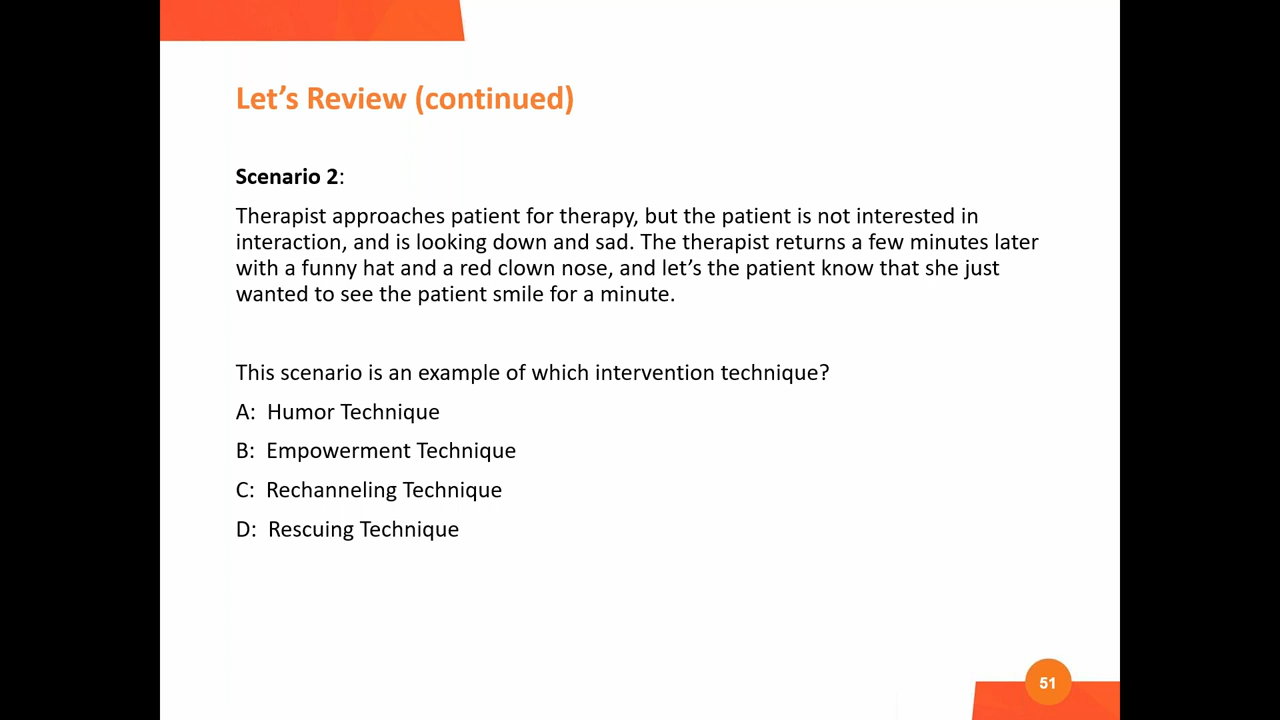 Let’s Review (continued)
Scenario 2:
Therapist approaches patient for therapy, but the patient is not interested in
interaction, and is looking down and sad. The therapist returns a few minutes later
with a funny hat and a red clown nose, and let’s the patient know that she just
wanted to see the patient smile for a minute.
This scenario is an example of which intervention technique?
A: Humor Technique
B: Empowerment Technique
C: Rechanneling Technique
D: Rescuing Technique
51